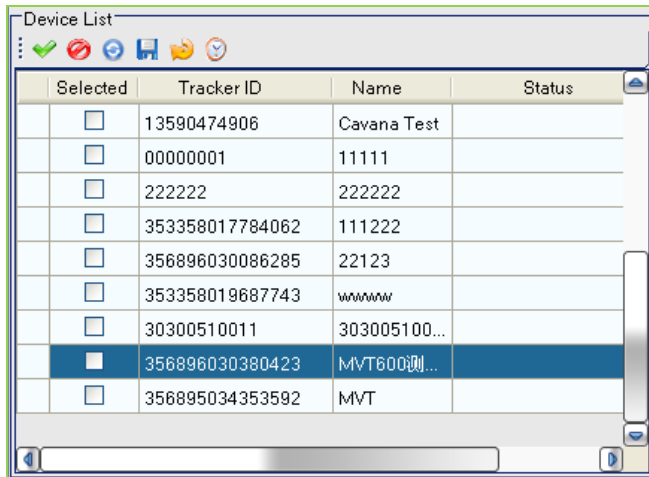 Device List
Selected Tracker ID Name Status
13590474906 Cavana Test
00000001 11111
222222 222222
353358017784062 111222
356896030086285 22123
353358019687743 wwwww
30300510011 303005100...
356896030380423 MVT600测...
356895034353592 MVT